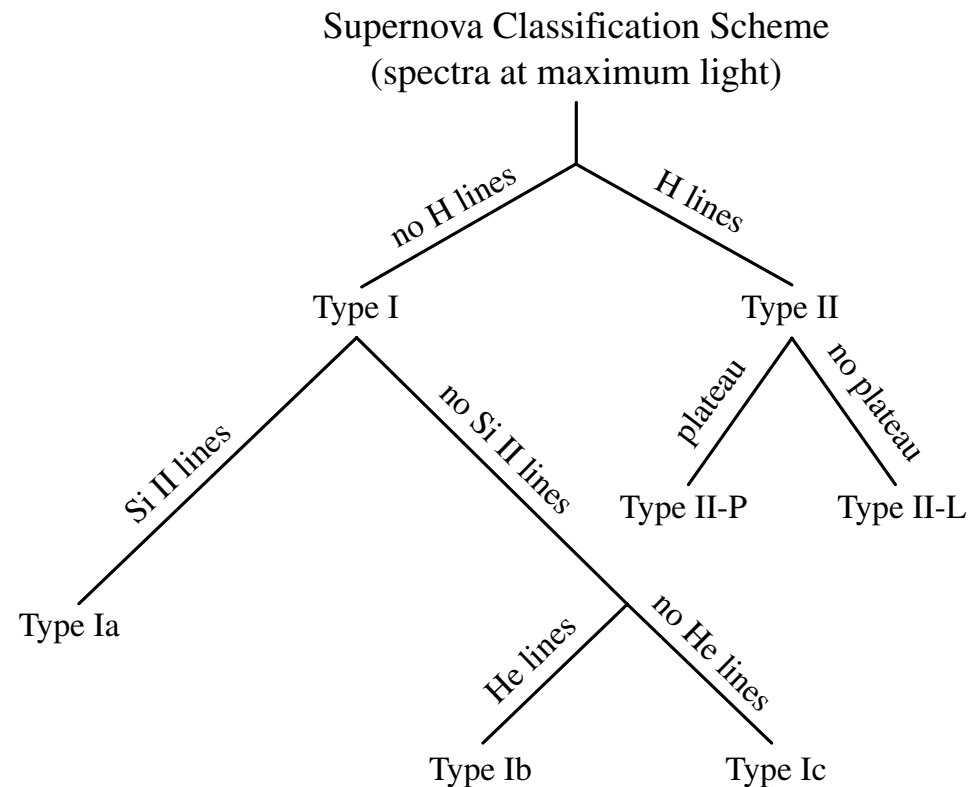 Supernova Classification Scheme
(spectra at maximum light)
no H lines
H lines
Type I
Type II
Si II lines
no Si II lines
plateau
no plateau
Type II-P
Type II-L
Type Ia
He lines
no He lines
Type Ib
Type Ic